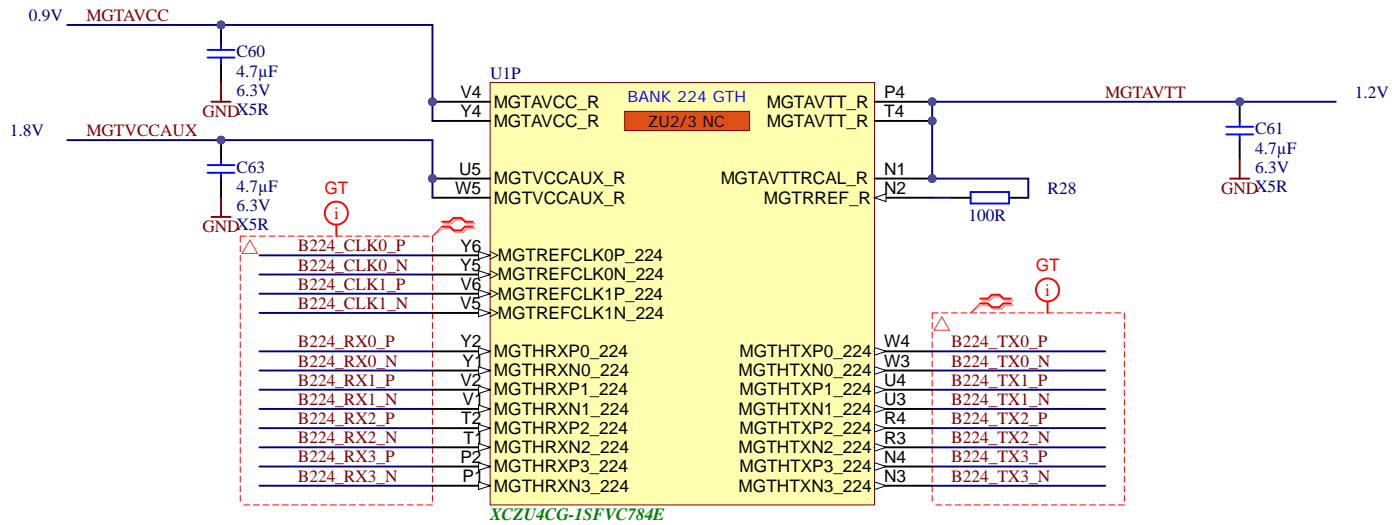 0.9V
MGTAVCC
C60
4.7µF
6.3V
X5R
GND
1.8V
MGTVCCAUX
C63
4.7µF
6.3V
X5R
GND
U1P
BANK 224 GTH
ZU2/3 NC
V4 MGTAVCC_R
Y4 MGTAVCC_R
U5 MGTVCCAUX_R
W5 MGTVCCAUX_R
MGTAVTT_R P4
MGTAVTT_R T4
MGTAVTTRCAL_R N1
MGTRREF_R N2
MGTAVTT
1.2V
C61
4.7µF
6.3V
X5R
GND
R28
100R
GT
i
B224_CLK0_P Y6 MGTREFCLK0P_224
B224_CLK0_N Y5 MGTREFCLK0N_224
B224_CLK1_P V6 MGTREFCLK1P_224
B224_CLK1_N V5 MGTREFCLK1N_224
B224_RX0_P Y2 MGTHRXP0_224
B224_RX0_N Y1 MGTHRXN0_224
B224_RX1_P V2 MGTHRXP1_224
B224_RX1_N V1 MGTHRXN1_224
B224_RX2_P T2 MGTHRXP2_224
B224_RX2_N T1 MGTHRXN2_224
B224_RX3_P P2 MGTHRXP3_224
B224_RX3_N P1 MGTHRXN3_224
GT
i
MGTHTXP0_224 W4 B224_TX0_P
MGTHTXN0_224 W3 B224_TX0_N
MGTHTXP1_224 U4 B224_TX1_P
MGTHTXN1_224 U3 B224_TX1_N
MGTHTXP2_224 R4 B224_TX2_P
MGTHTXN2_224 R3 B224_TX2_N
MGTHTXP3_224 N4 B224_TX3_P
MGTHTXN3_224 N3 B224_TX3_N
XCZU4CG-1SFVC784E